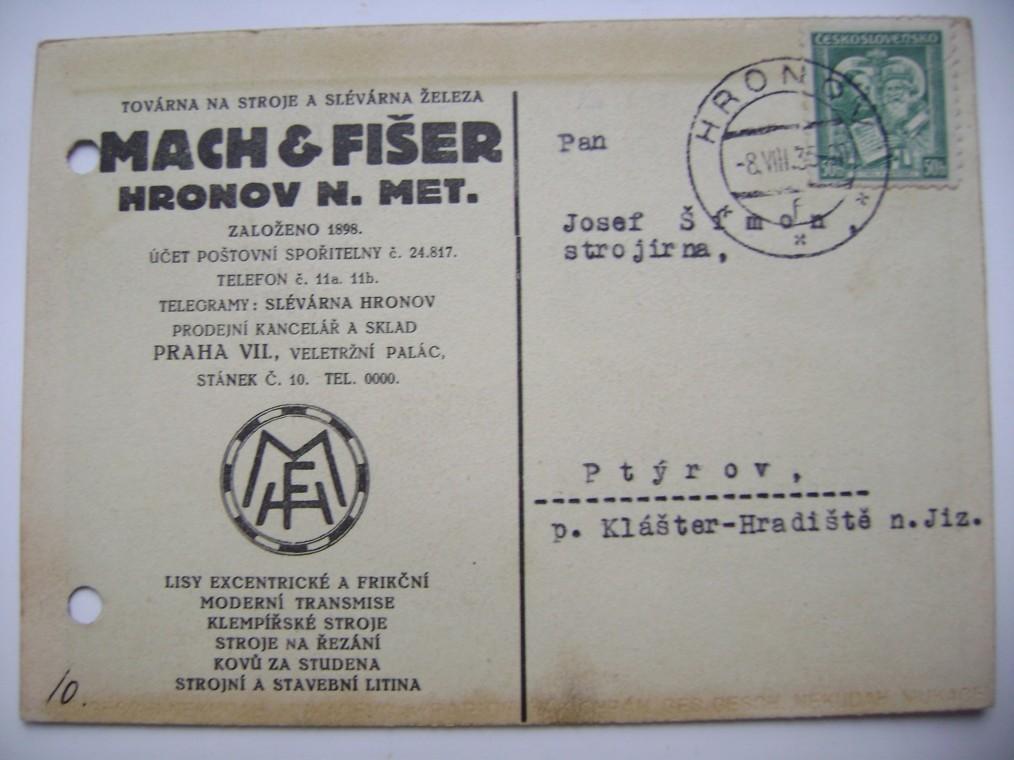 TOVÁRNA NA STROJE A SLÉVÁRNA ŽELEZA
MACH & FIŠER
HRONOV N. MET.
ZALOŽENO 1898.
ÚČET POŠTOVNÍ SPOŘITELNY č. 24.817.
TELEFON č. 11a. 11b.
TELEGRAMY: SLÉVÁRNA HRONOV
PRODEJNÍ KANCELÁŘ A SKLAD
PRAHA VII., VELETRŽNÍ PALÁC,
STÁNEK Č. 10. TEL. 0000.
LISY EXCENTRICKÉ A FRIKČNÍ
MODERNÍ TRANSMISE
KLEMPÍŘSKÉ STROJE
STROJE NA ŘEZÁNÍ
KOVŮ ZA STUDENA
STROJNÍ A STAVEBNÍ LITINA
10.
ČESKOSLOVENSKO
50h 50h
HRONOV
-8.VIII.35
Pan
Josef Šimon,
strojírna,
Ptýrov,
p. Klášter-Hradiště n.Jiz.